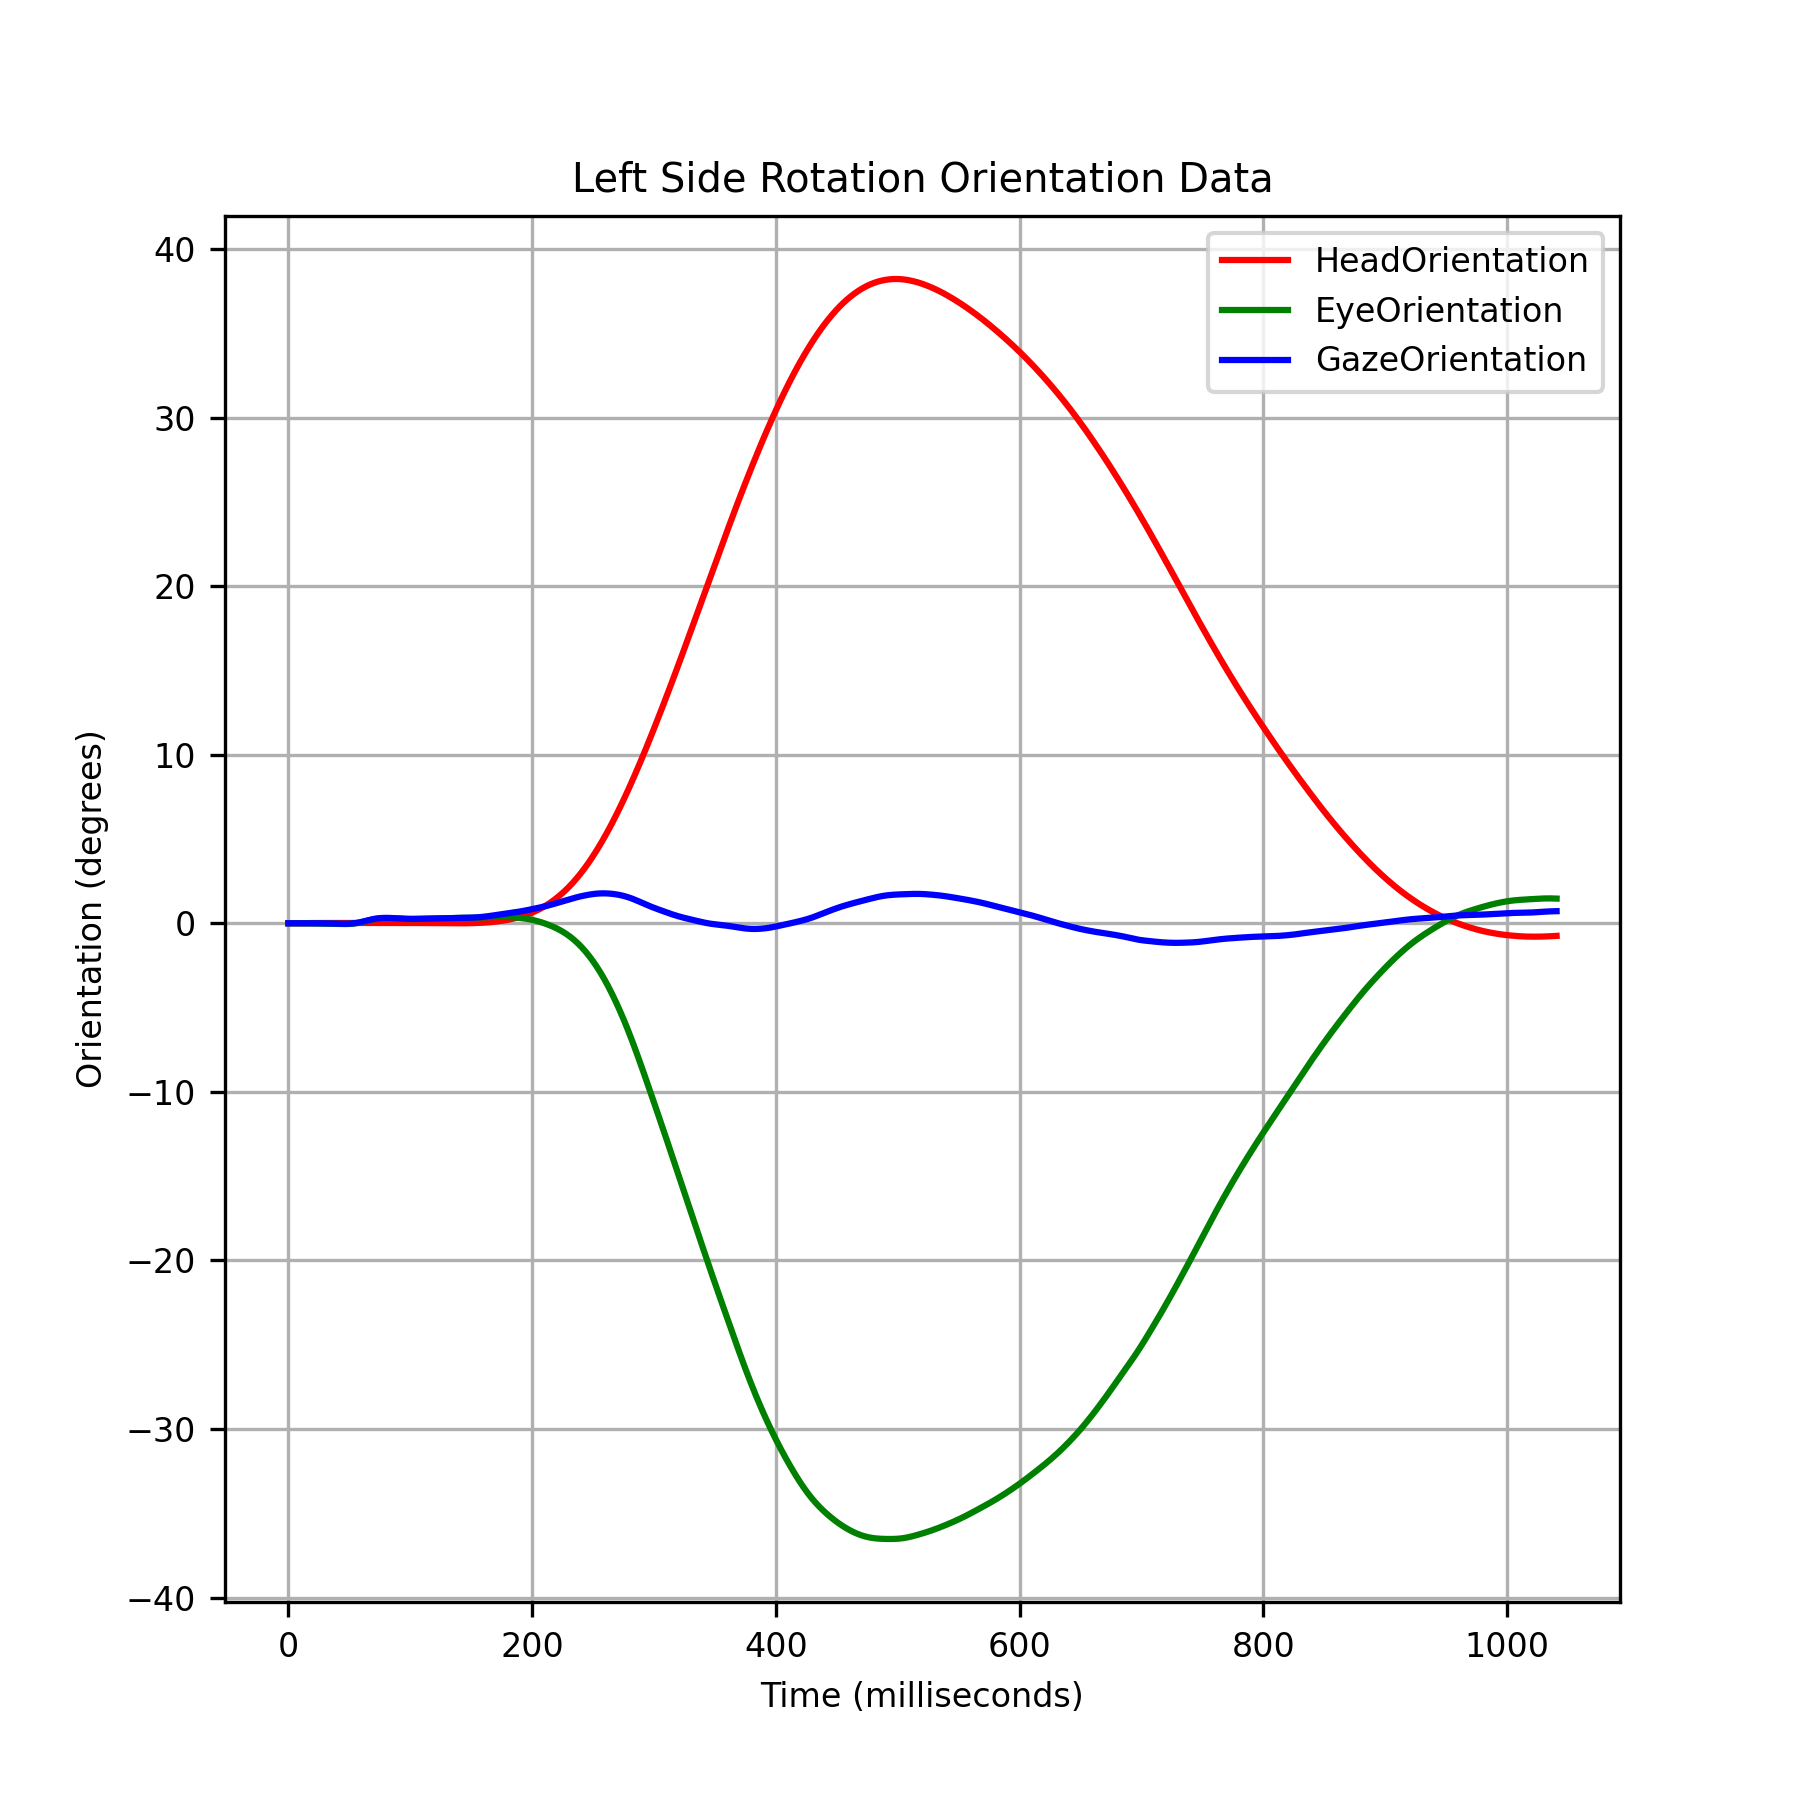 Left Side Rotation Orientation Data
HeadOrientation
EyeOrientation
GazeOrientation
40
30
20
10
0
−10
−20
−30
−40
Orientation (degrees)
0 200 400 600 800 1000
Time (milliseconds)